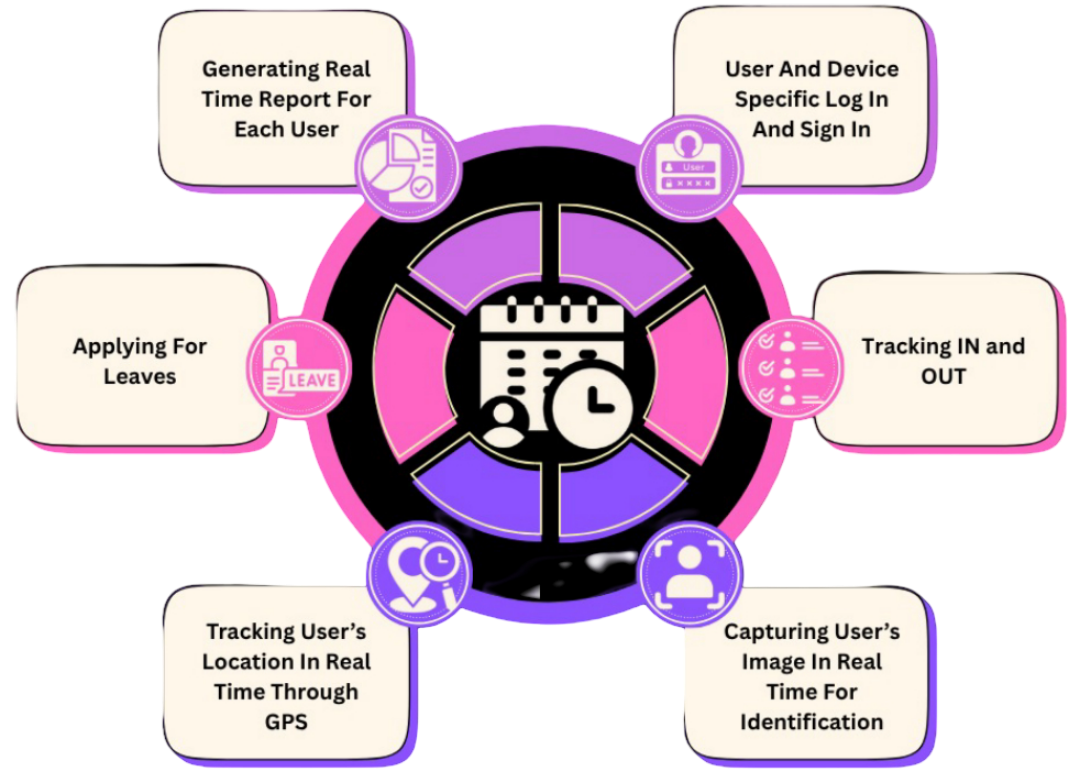 Generating Real
Time Report For
Each User
User And Device
Specific Log In
And Sign In
User
××××
Applying For
Leaves
LEAVE
Tracking IN and
OUT
Tracking User’s
Location In Real
Time Through
GPS
Capturing User’s
Image In Real
Time For
Identification